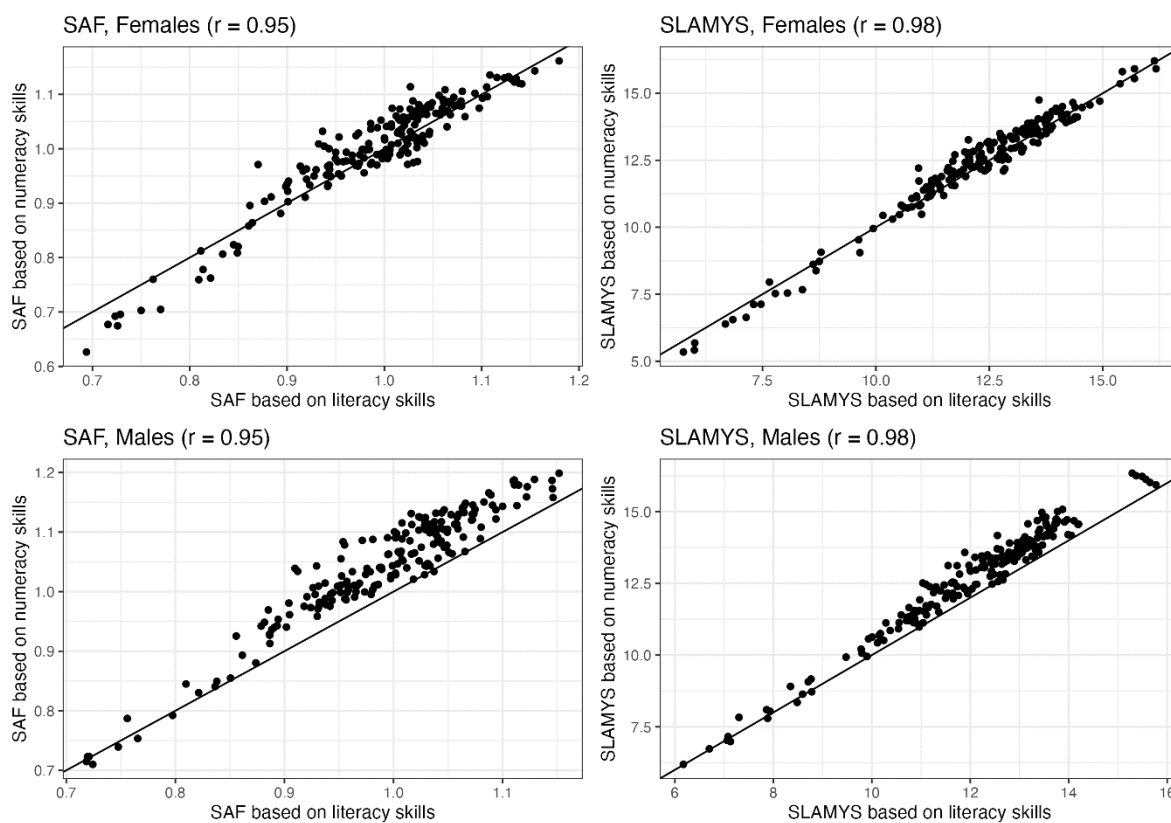 SAF, Females (r = 0.95)
SAF based on numeracy skills
1.1
1.0
0.9
0.8
0.7
0.6
0.7 0.8 0.9 1.0 1.1 1.2
SAF based on literacy skills
SLAMYS, Females (r = 0.98)
SLAMYS based on numeracy skills
15.0
12.5
10.0
7.5
5.0
7.5 10.0 12.5 15.0
SLAMYS based on literacy skills
SAF, Males (r = 0.95)
SAF based on numeracy skills
1.2
1.1
1.0
0.9
0.8
0.7
0.7 0.8 0.9 1.0 1.1
SAF based on literacy skills
SLAMYS, Males (r = 0.98)
SLAMYS based on numeracy skills
15.0
12.5
10.0
7.5
6 8 10 12 14 16
SLAMYS based on literacy skills